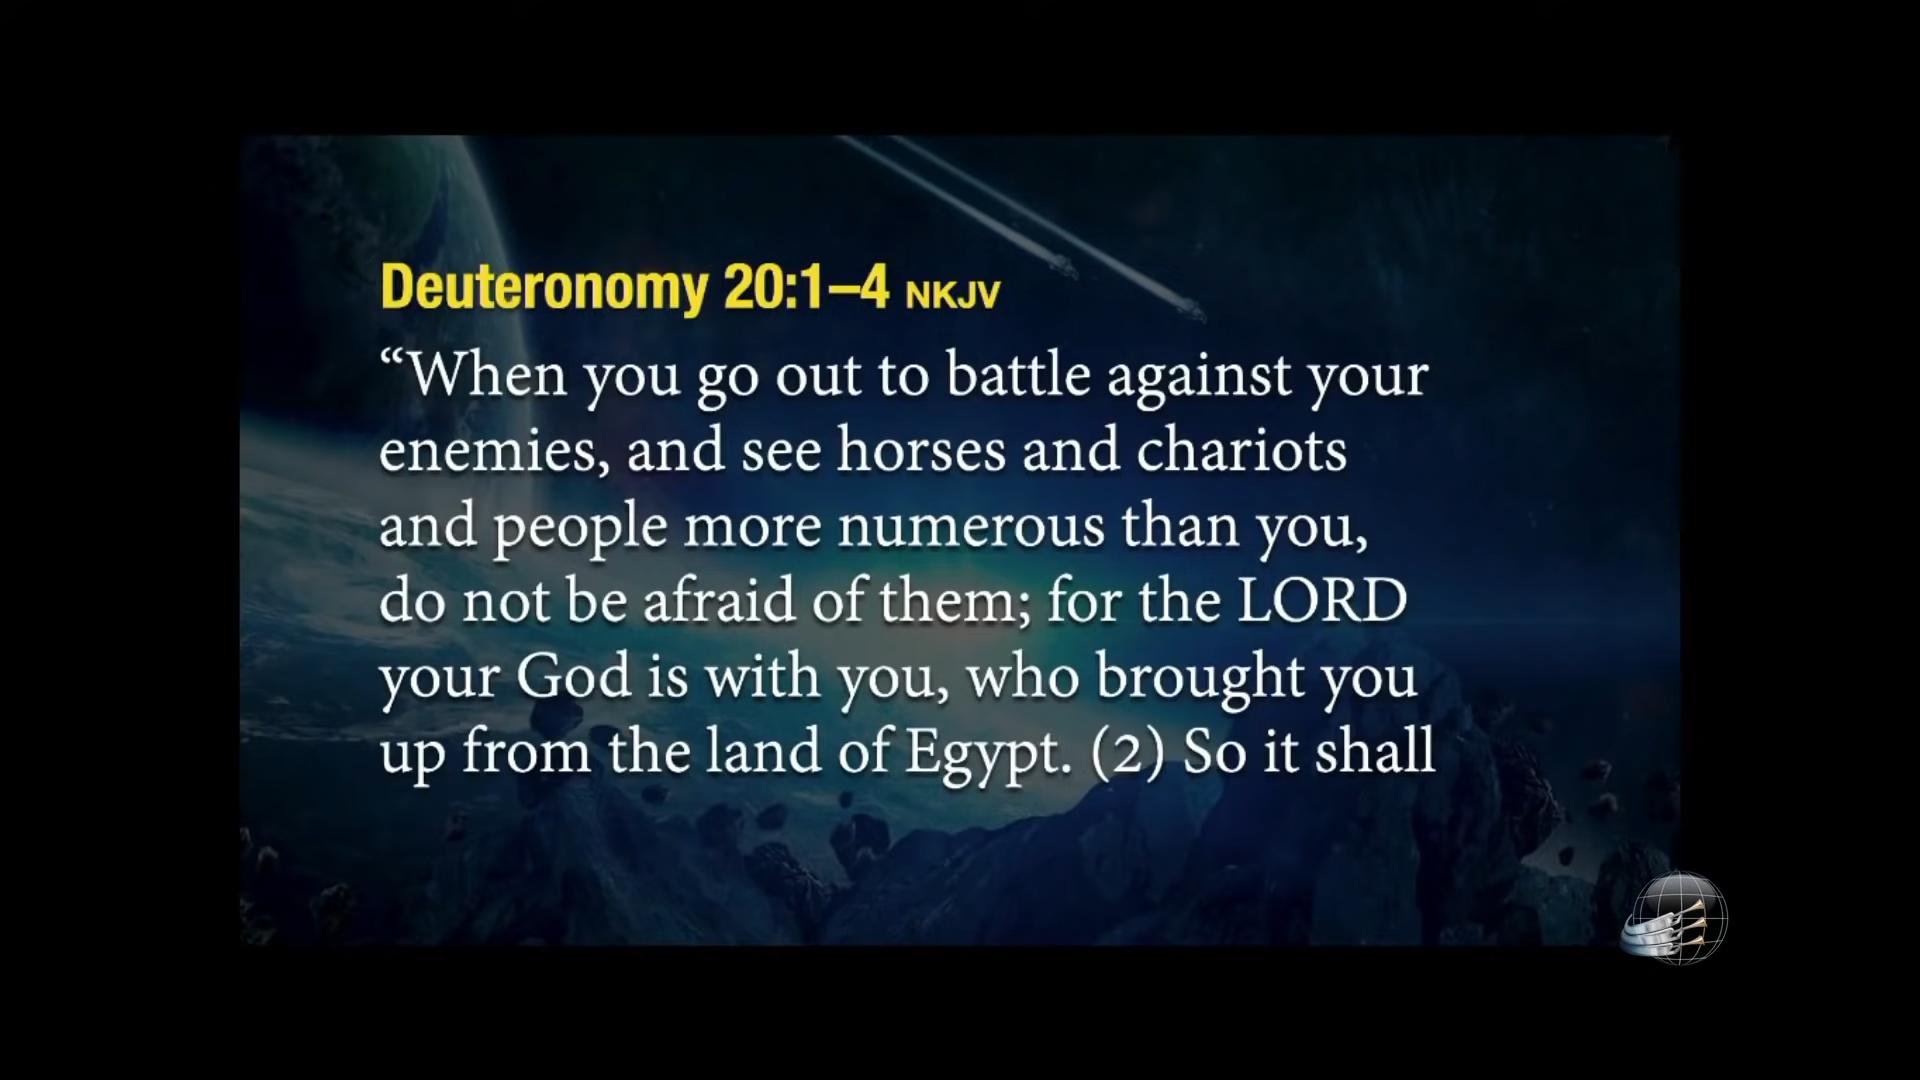 Deuteronomy 20:1–4 NKJV
“When you go out to battle against your
enemies, and see horses and chariots
and people more numerous than you,
do not be afraid of them; for the LORD
your God is with you, who brought you
up from the land of Egypt. (2) So it shall